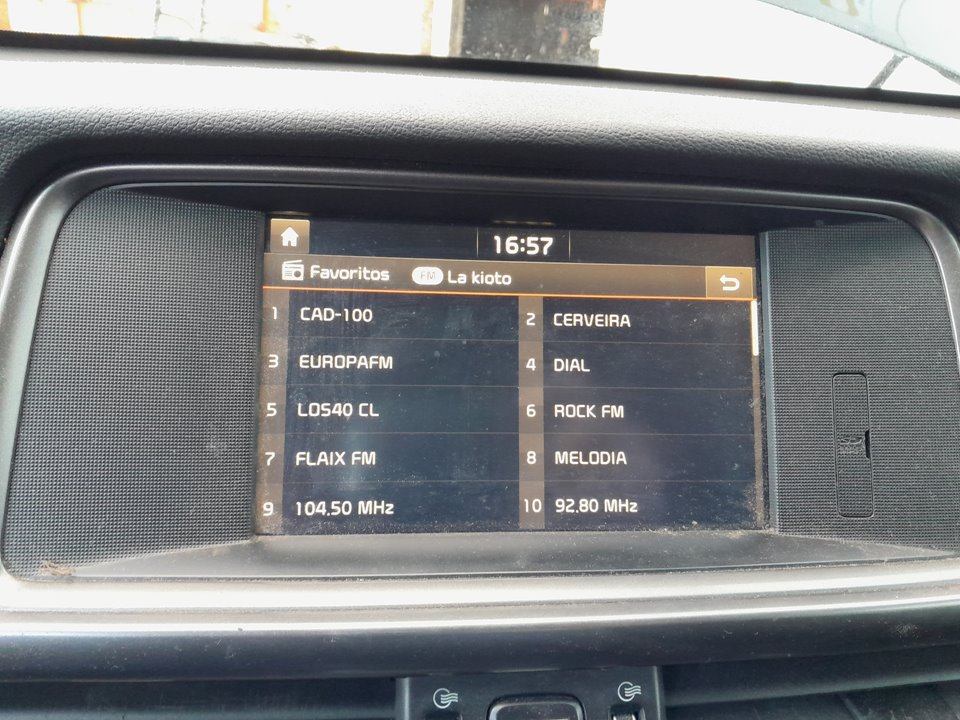 16:57
Favoritos FM La kioto
1 CAD-100 2 CERVEIRA
3 EUROPAFM 4 DIAL
5 LOS40 CL 6 ROCK FM
7 FLAIX FM 8 MELODIA
9 104.50 MHz 10 92.80 MHz